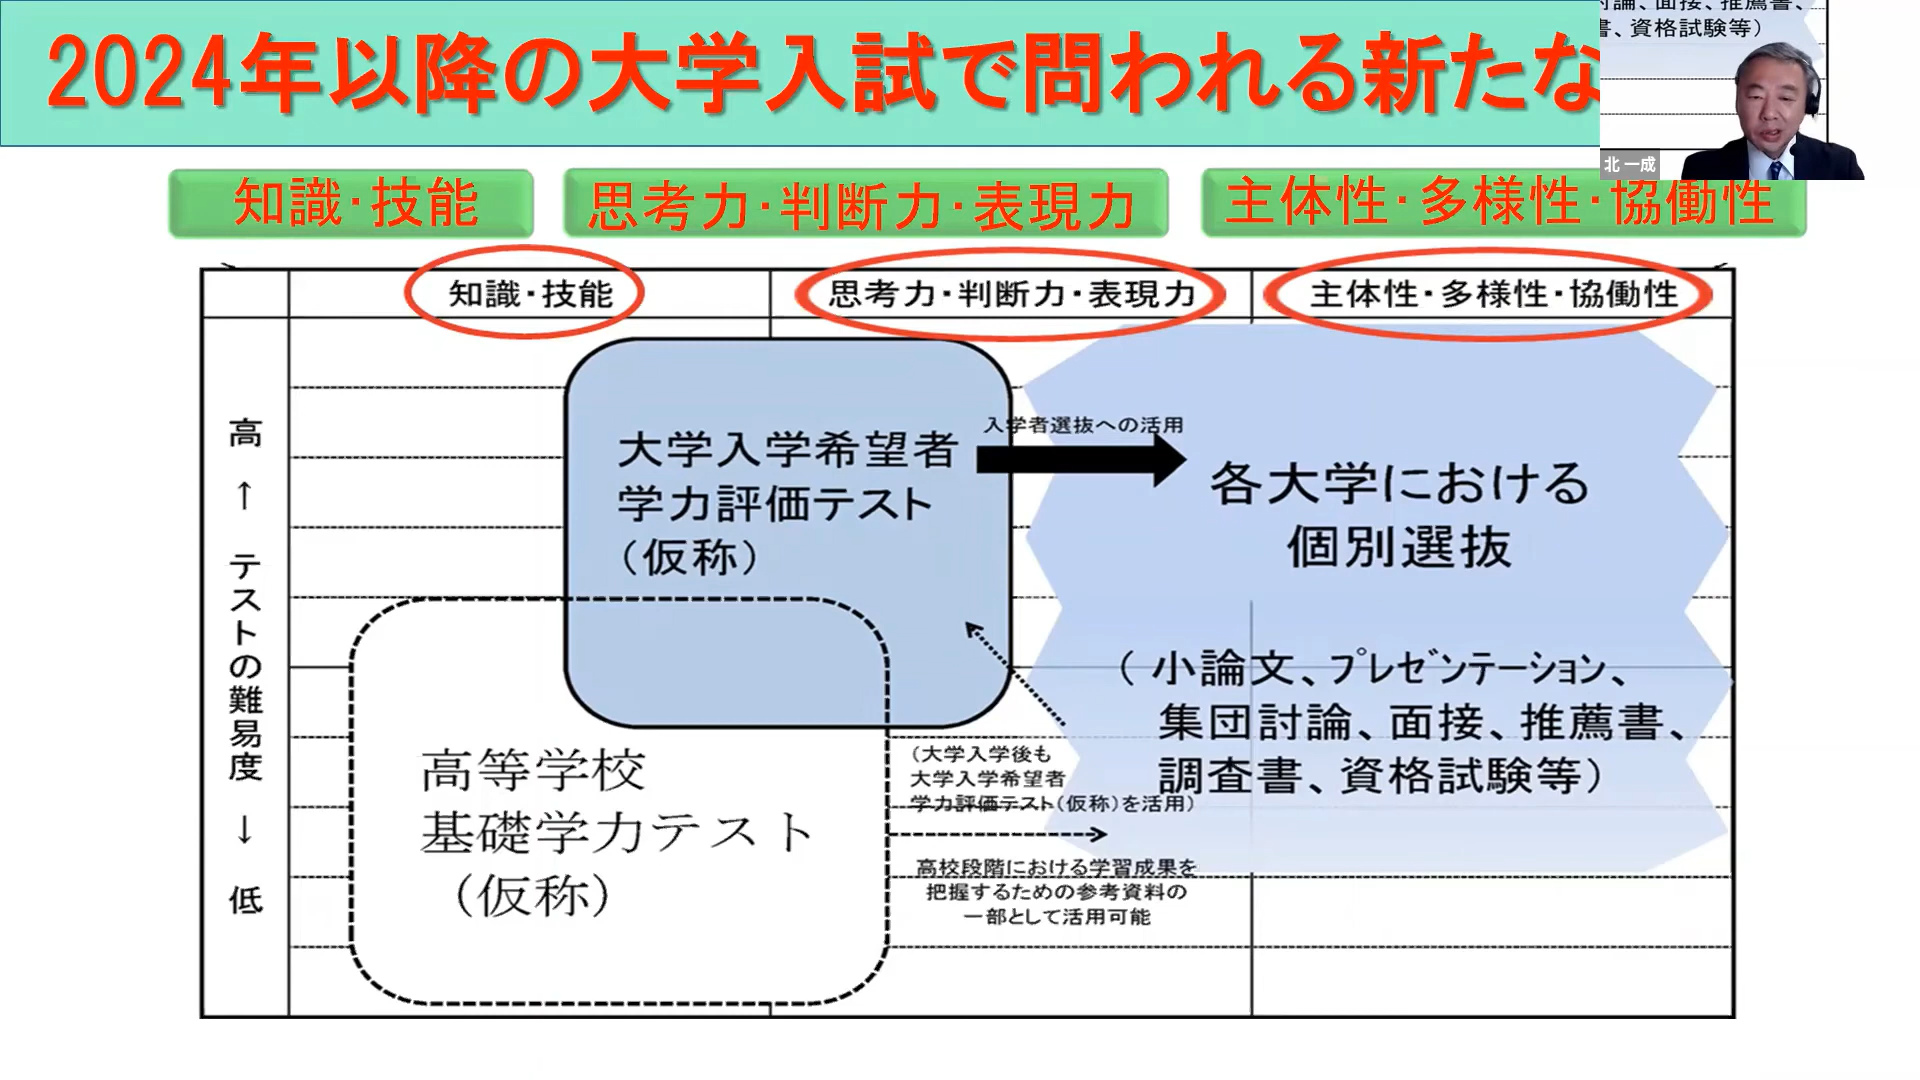 2024年以降の大学入試で問われる新たな
討論、面接、推薦書、
書、資格試験等）
北 一成
知識･技能
思考力･判断力･表現力
主体性･多様性･協働性
知識･技能
思考力･判断力･表現力
主体性･多様性･協働性
高
↑
テストの難易度
↓
低
大学入学希望者
学力評価テスト
（仮称）
入学者選抜への活用
各大学における
個別選抜
（ 小論文、ﾌﾟﾚｾﾞﾝﾃｰｼｮﾝ、
集団討論、面接、推薦書、
調査書、資格試験等）
高等学校
基礎学力テスト
（仮称）
（大学入学後も
大学入学希望者
学力評価テスト（仮称）を活用）
高校段階における学習成果を
把握するための参考資料の
一部として活用可能